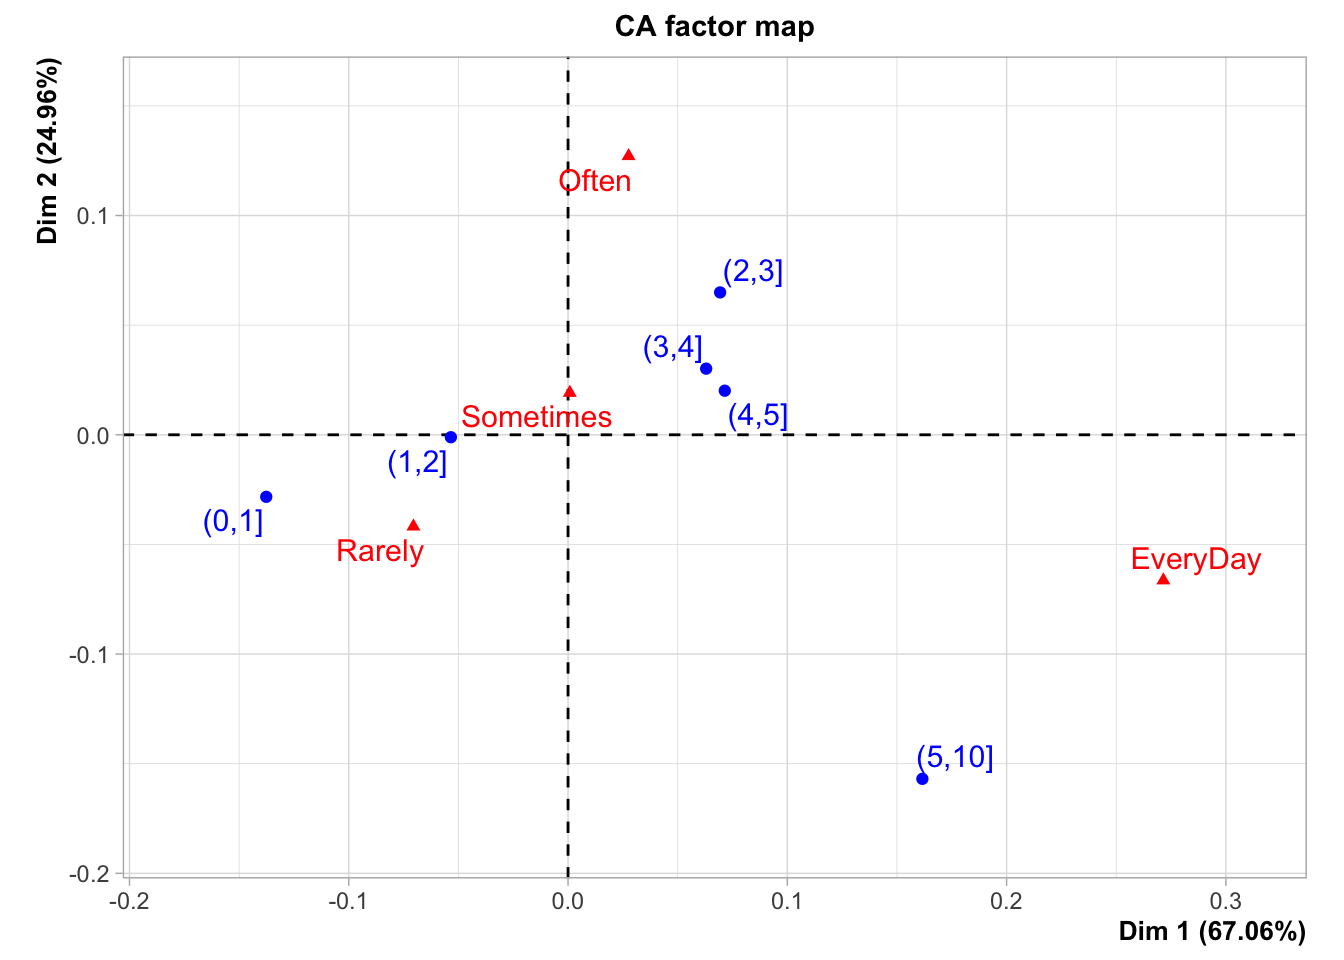 CA factor map
Dim 2 (24.96%)
Often
0.1
(2,3]
(3,4]
Sometimes
(4,5]
0.0
(1,2]
(0,1]
Rarely
EveryDay
-0.1
(5,10]
-0.2
-0.2 -0.1 0.0 0.1 0.2 0.3
Dim 1 (67.06%)